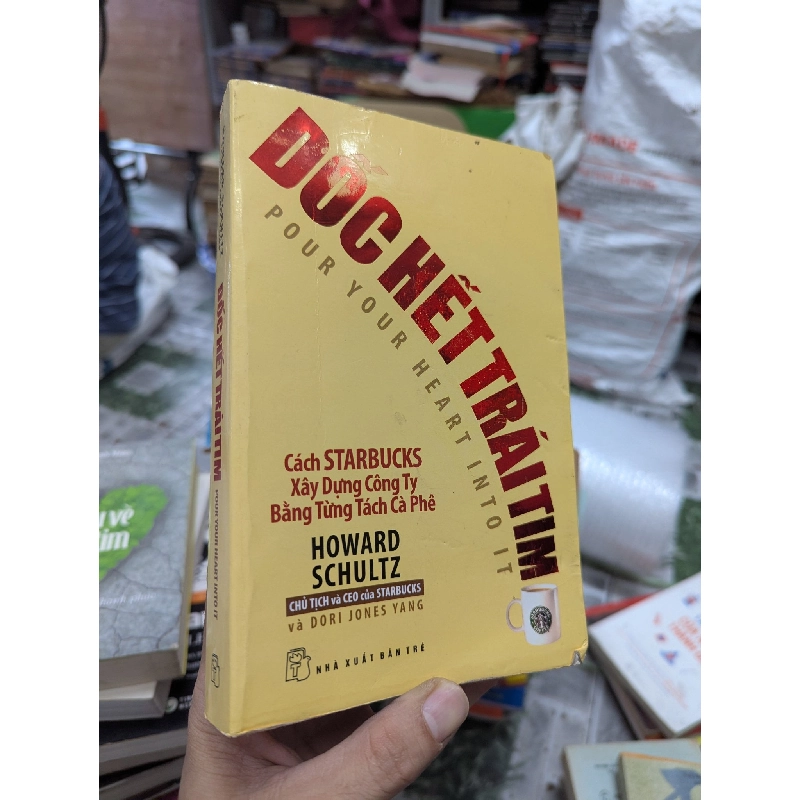 DỐC HẾT TRÁI TIM
POUR YOUR HEART INTO IT
Cách STARBUCKS
Xây Dựng Công Ty
Bằng Từng Tách Cà Phê
HOWARD
SCHULTZ
CHỦ TỊCH và CEO của STARBUCKS
và DORI JONES YANG
NHÀ XUẤT BẢN TRẺ
DỐC HẾT TRÁI TIM
POUR YOUR HEART INTO IT